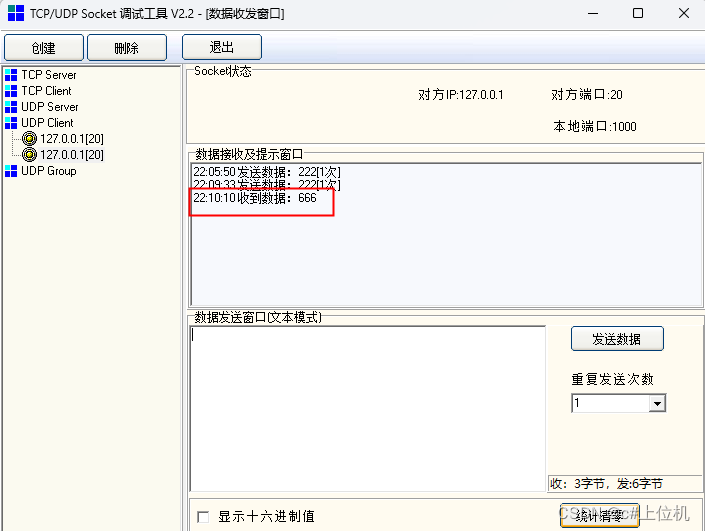 TCP/UDP Socket 调试工具 V2.2 - [数据收发窗口]
创建 删除 退出
TCP Server
TCP Client
UDP Server
UDP Client
127.0.0.1[20]
127.0.0.1[20]
UDP Group
Socket状态
对方IP:127.0.0.1 对方端口:20
本地端口:1000
数据接收及提示窗口
22:05:50 发送数据：222[1次]
22:09:33 发送数据：222[1次]
22:10:10 收到数据：666
数据发送窗口(文本模式)
发送数据
重复发送次数
1
收：3字节，发:6字节
显示十六进制值
统计清零
CSDN @c#上位机